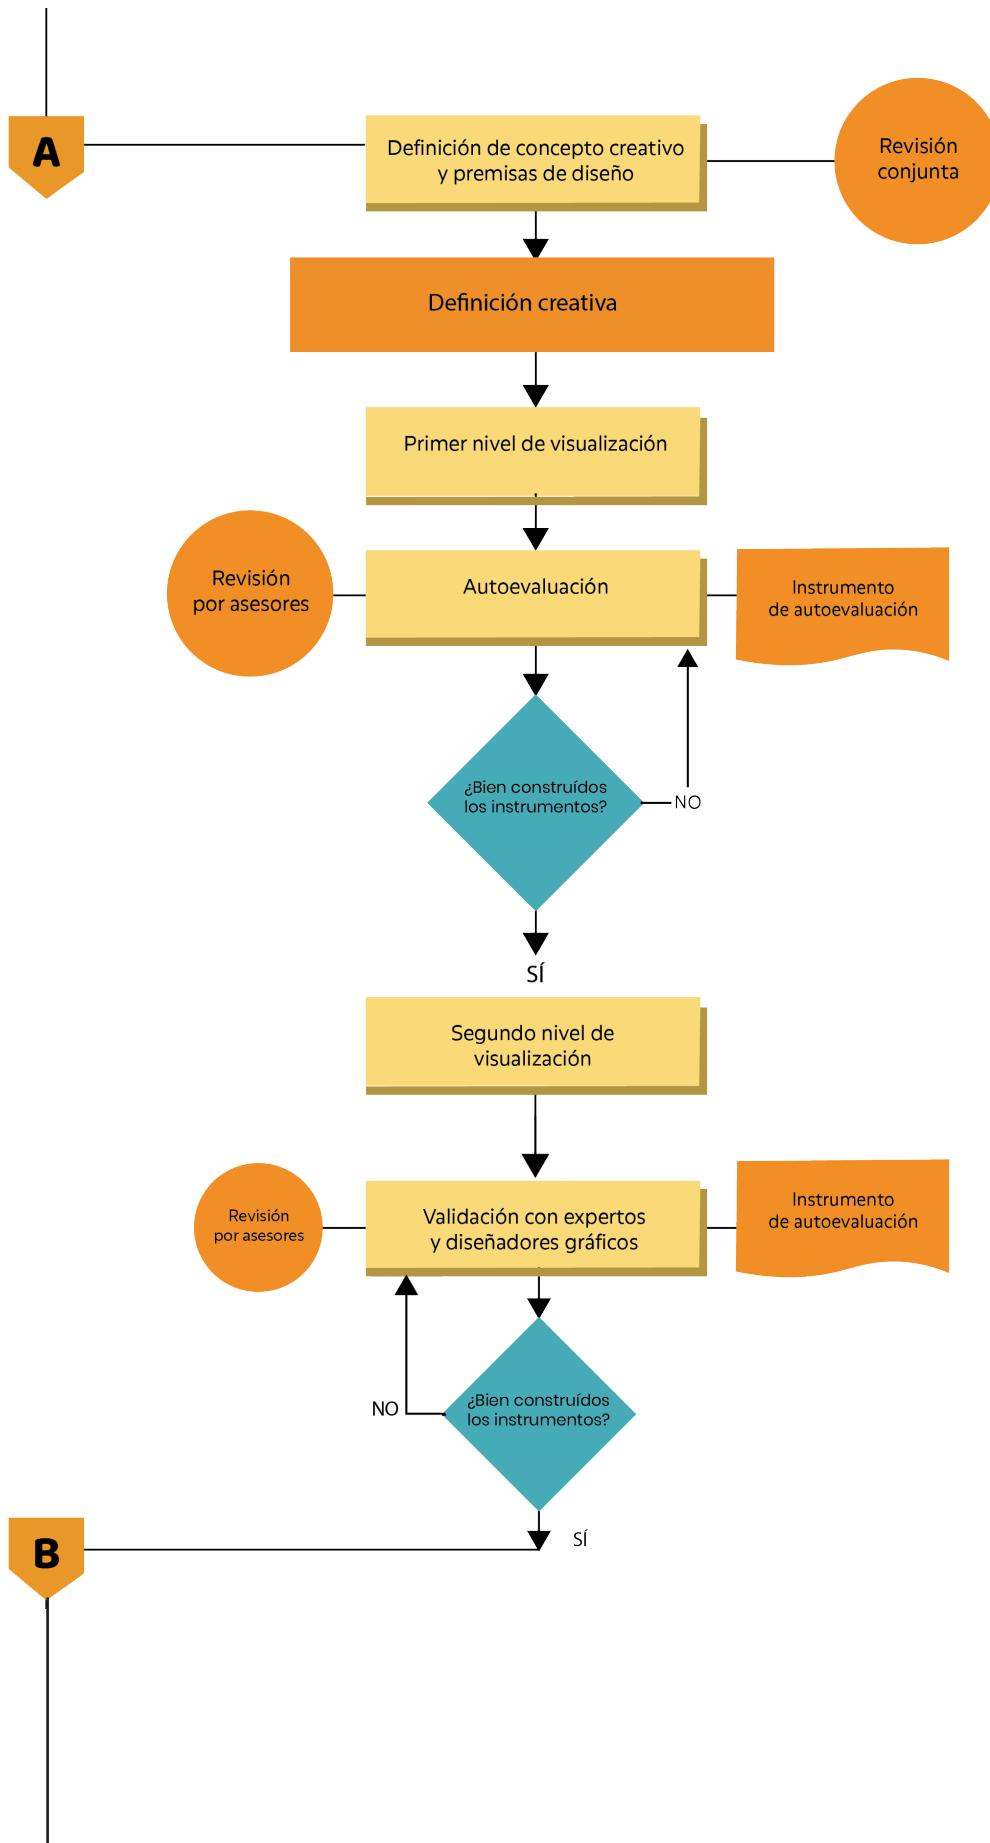 A
Definición de concepto creativo
y premisas de diseño
Revisión
conjunta
Definición creativa
Primer nivel de visualización
Revisión
por asesores
Autoevaluación
Instrumento
de autoevaluación
¿Bien construídos
los instrumentos?
NO
SÍ
Segundo nivel de
visualización
Revisión
por asesores
Validación con expertos
y diseñadores gráficos
Instrumento
de autoevaluación
¿Bien construídos
los instrumentos?
NO
SÍ
B